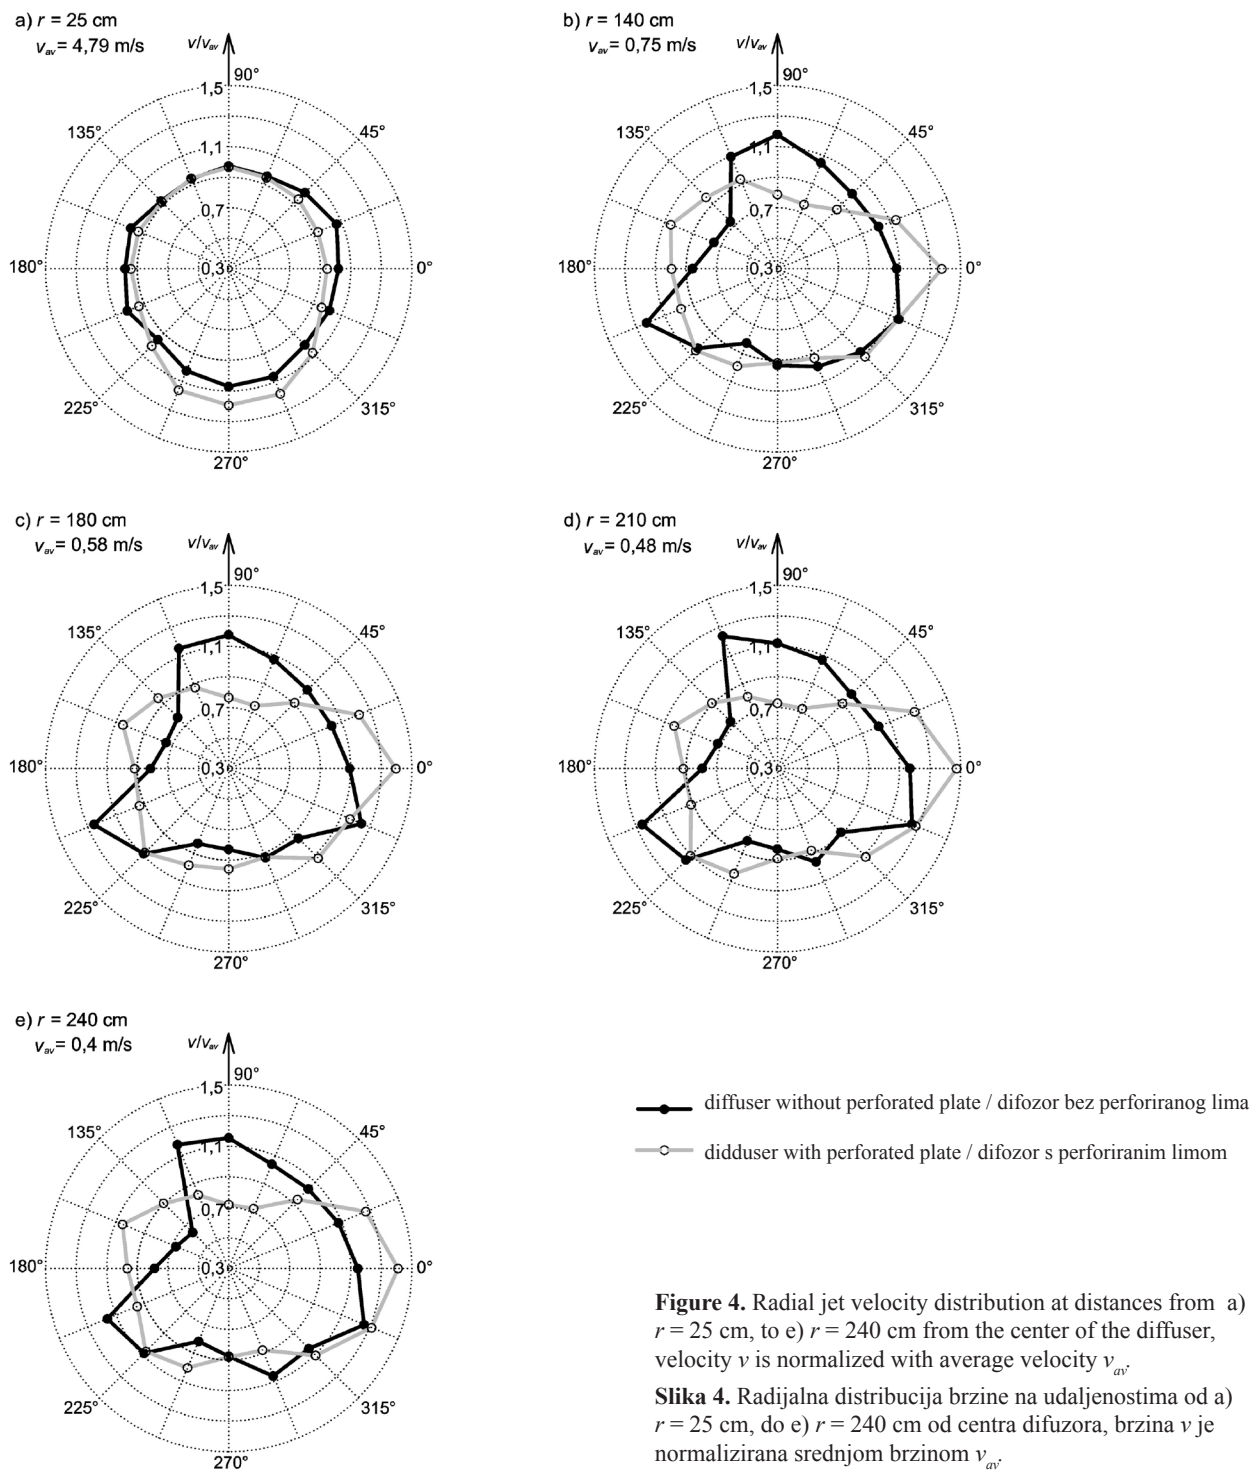 a) r = 25 cm
v_av = 4,79 m/s
v/v_av
90°
1,5
135°
45°
1,1
0,7
180°
0,3
0°
225°
315°
270°
b) r = 140 cm
v_av = 0,75 m/s
v/v_av
90°
1,5
135°
45°
1,1
0,7
180°
0,3
0°
225°
315°
270°
c) r = 180 cm
v_av = 0,58 m/s
v/v_av
90°
1,5
135°
45°
1,1
0,7
180°
0,3
0°
225°
315°
270°
d) r = 210 cm
v_av = 0,48 m/s
v/v_av
90°
1,5
135°
45°
1,1
0,7
180°
0,3
0°
225°
315°
270°
e) r = 240 cm
v_av = 0,4 m/s
v/v_av
90°
1,5
135°
45°
1,1
0,7
180°
0,3
0°
225°
315°
270°
diffuser without perforated plate / difozor bez perforiranog lima
didduser with perforated plate / difozor s perforiranim limom
Figure 4. Radial jet velocity distribution at distances from a)
r = 25 cm, to e) r = 240 cm from the center of the diffuser,
velocity v is normalized with average velocity v_av.
Slika 4. Radijalna distribucija brzine na udaljenostima od a)
r = 25 cm, do e) r = 240 cm od centra difuzora, brzina v je
normalizirana srednjom brzinom v_av.